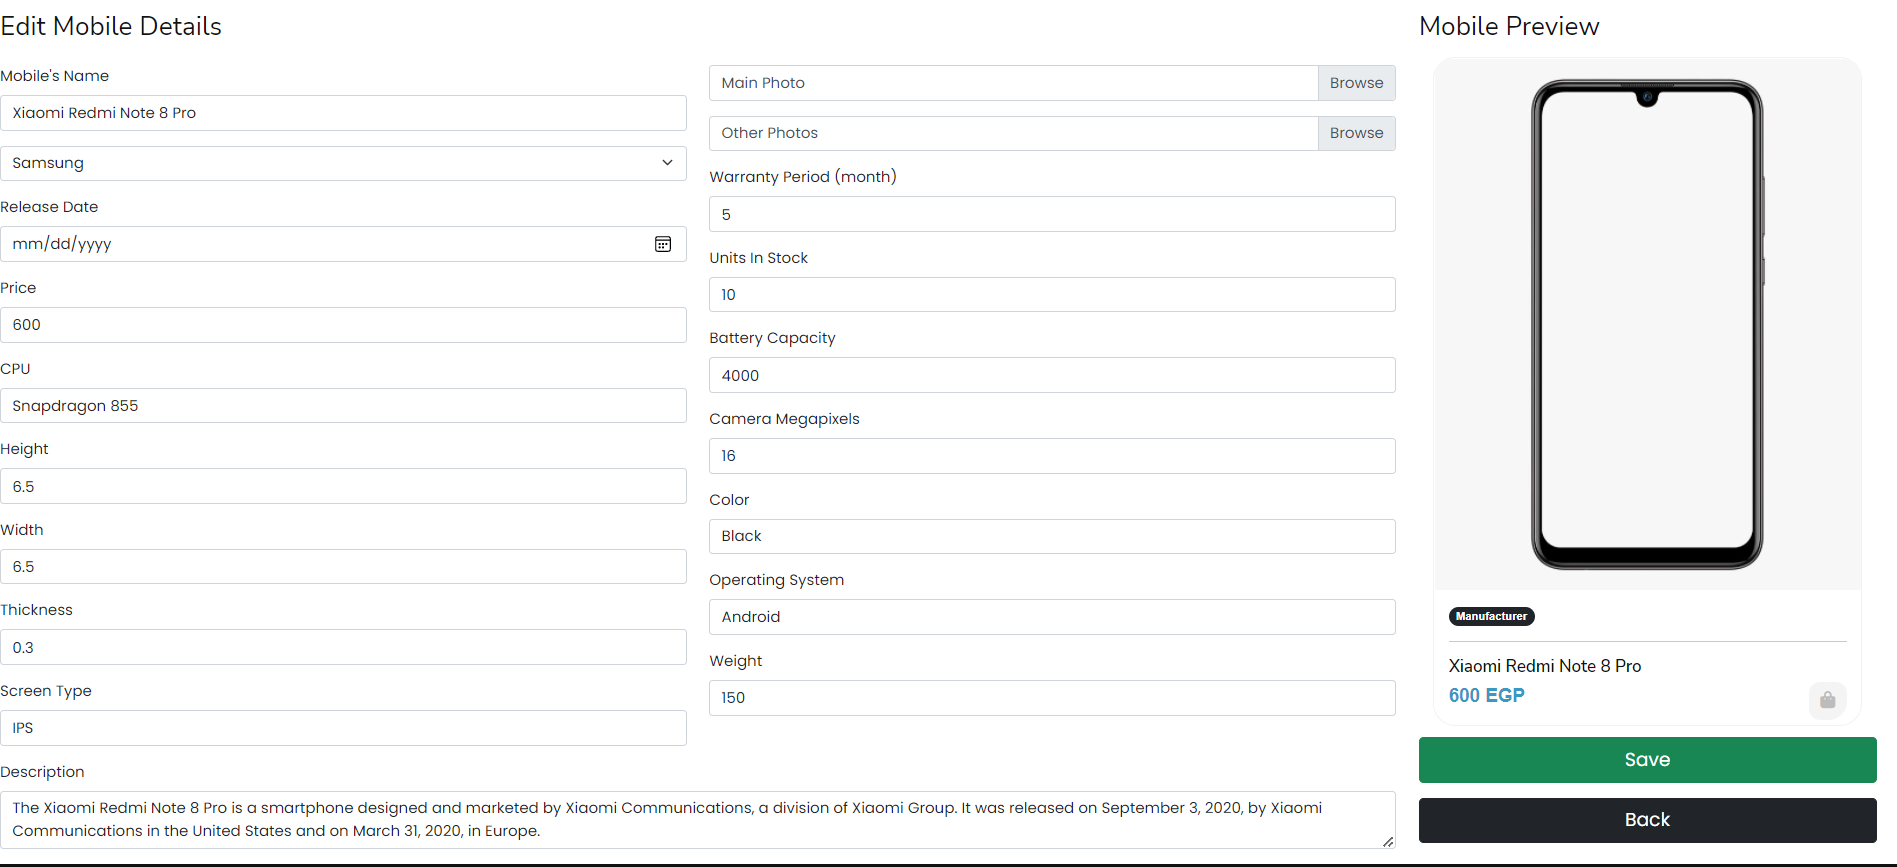 Edit Mobile Details
Mobile's Name
Xiaomi Redmi Note 8 Pro
Samsung
Release Date
mm/dd/yyyy
Price
600
CPU
Snapdragon 855
Height
6.5
Width
6.5
Thickness
0.3
Screen Type
IPS
Main Photo Browse
Other Photos Browse
Warranty Period (month)
5
Units In Stock
10
Battery Capacity
4000
Camera Megapixels
16
Color
Black
Operating System
Android
Weight
150
Description
The Xiaomi Redmi Note 8 Pro is a smartphone designed and marketed by Xiaomi Communications, a division of Xiaomi Group. It was released on September 3, 2020, by Xiaomi
Communications in the United States and on March 31, 2020, in Europe.
Mobile Preview
Manufacturer
Xiaomi Redmi Note 8 Pro
600 EGP
Save
Back